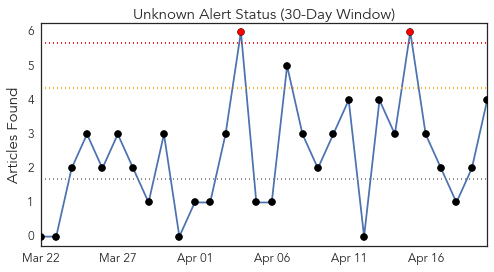 Unknown Alert Status (30-Day Window)
Articles Found
6
5
4
3
2
1
0
Mar 22 Mar 27 Apr 01 Apr 06 Apr 11 Apr 16